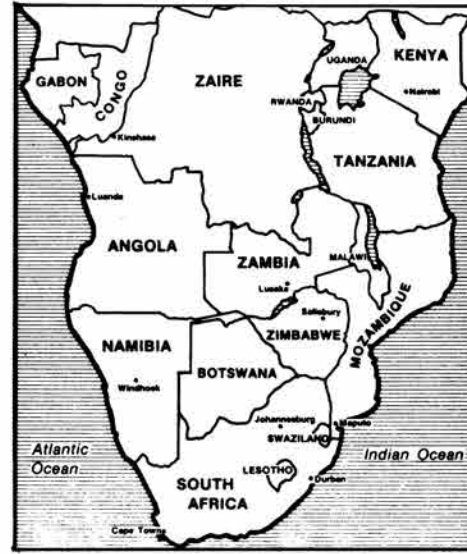 UGANDA
KENYA
GABON
CONGO
ZAIRE
Nairobi
RWANDA
BURUNDI
Kinshasa
TANZANIA
Luanda
ANGOLA
ZAMBIA
MALAWI
Lusaka
Salisbury
MOZAMBIQUE
NAMIBIA
ZIMBABWE
BOTSWANA
Windhoek
Johannesburg
Maputo
SWAZILAND
Atlantic
Ocean
Indian Ocean
LESOTHO
SOUTH
AFRICA
Durban
Cape Town